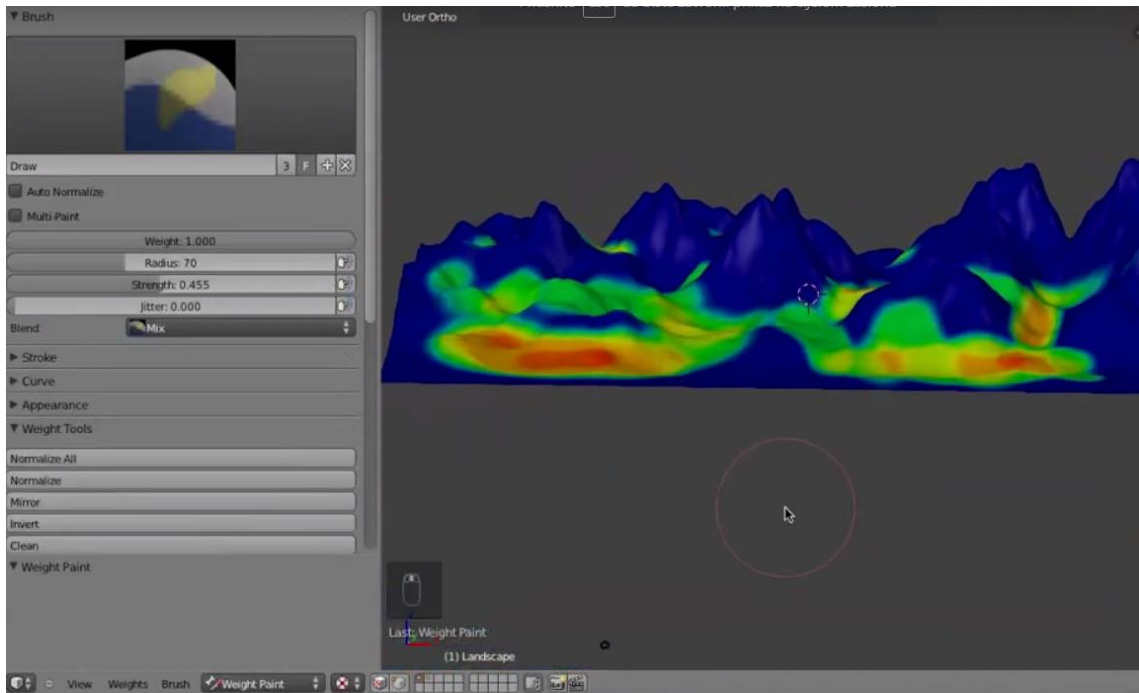 Brush
User Ortho
Draw
3
F
Auto Normalize
Multi-Paint
Weight: 1.000
Radius: 70
Strength: 0.455
Jitter: 0.000
Blend:
Mix
Stroke
Curve
Appearance
Weight Tools
Normalize All
Normalize
Mirror
Invert
Clean
Weight Paint
Last: Weight Paint
(1) Landscape
View
Weights
Brush
Weight Paint